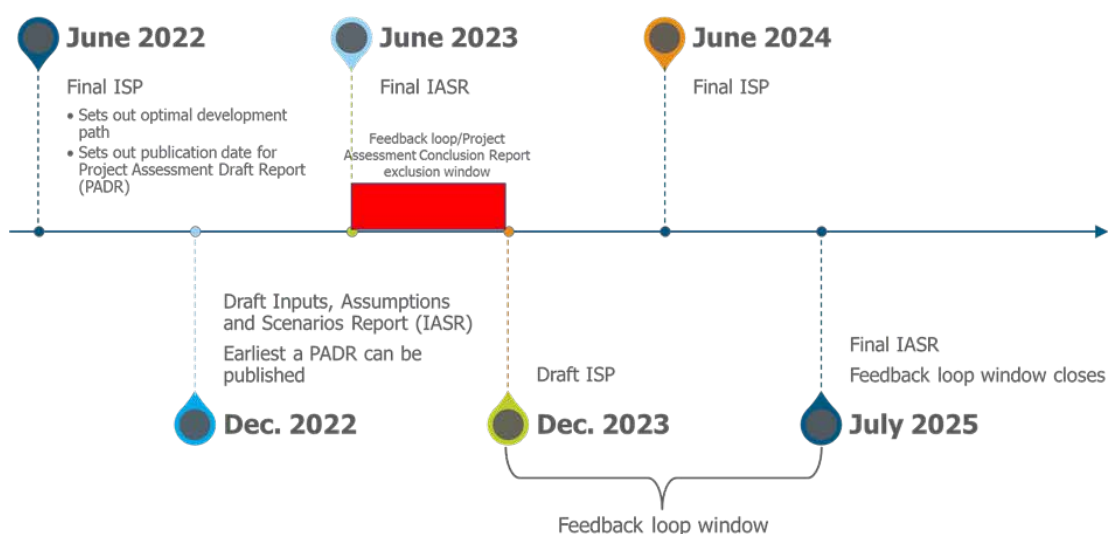 June 2022
Final ISP
• Sets out optimal development
path
• Sets out publication date for
Project Assessment Draft Report
(PADR)
June 2023
Final IASR
Feedback loop/Project
Assessment Conclusion Report
exclusion window
June 2024
Final ISP
Draft Inputs, Assumptions
and Scenarios Report (IASR)
Earliest a PADR can be
published
Dec. 2022
Draft ISP
Dec. 2023
Final IASR
Feedback loop window closes
July 2025
Feedback loop window